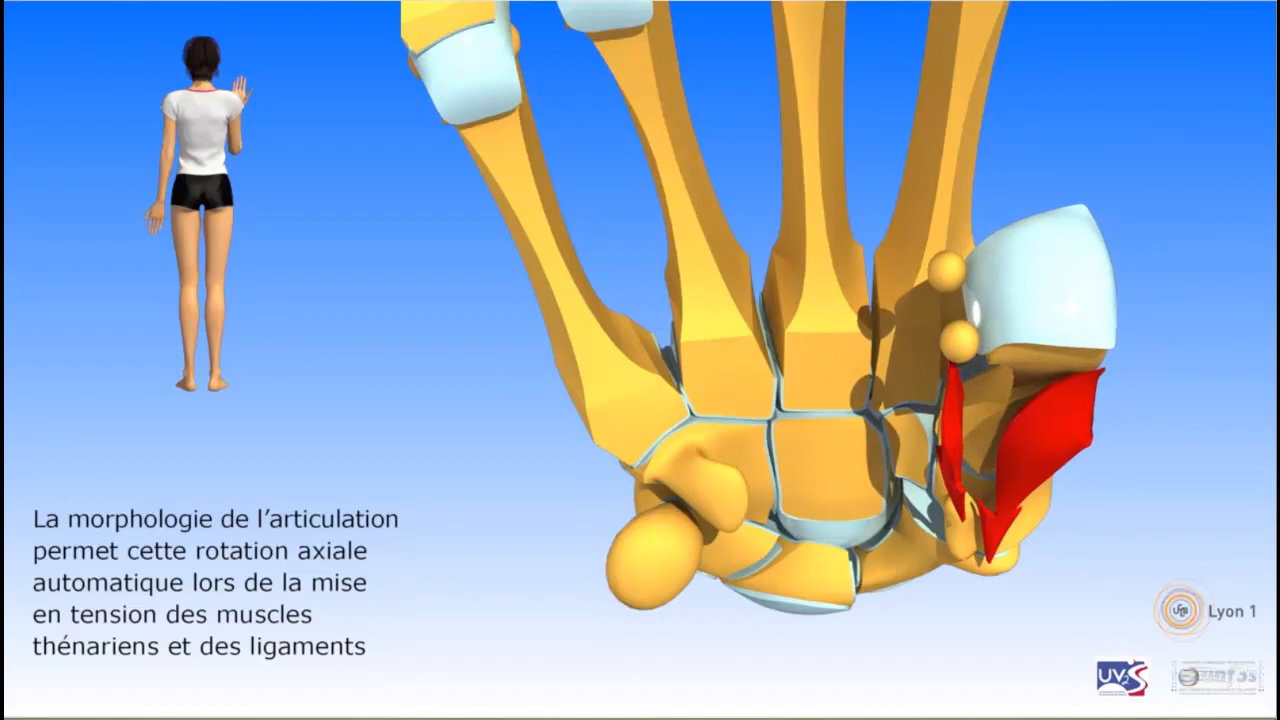 La morphologie de l'articulation
permet cette rotation axiale
automatique lors de la mise
en tension des muscles
thénariens et des ligaments
Lyon 1
UV2S